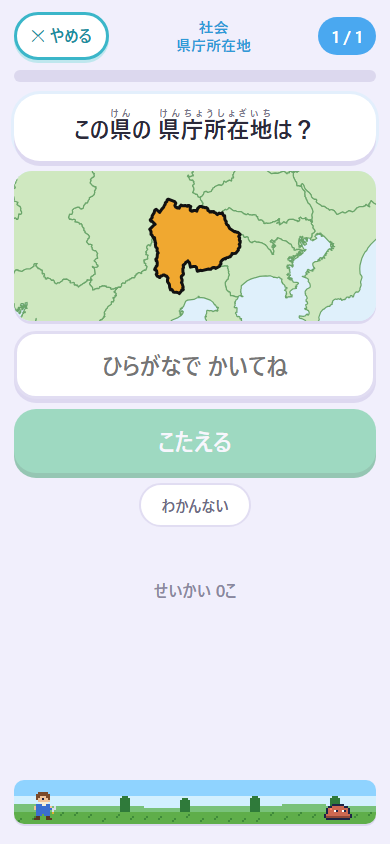 やめる
社会
県庁所在地
1 / 1
この県の 県庁所在地は？
けん けんちょうしょざいち
ひらがなで かいてね
こたえる
わかんない
せいかい 0こ